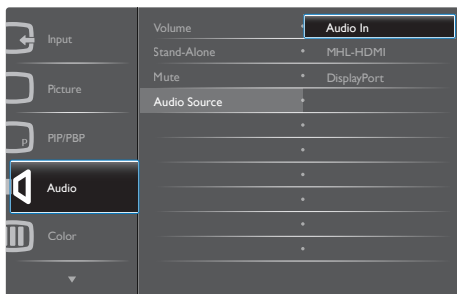 Input
Picture
P
PIP/PBP
Audio
Color
Volume
Stand-Alone
Mute
Audio Source
Audio In
MHL-HDMI
DisplayPort